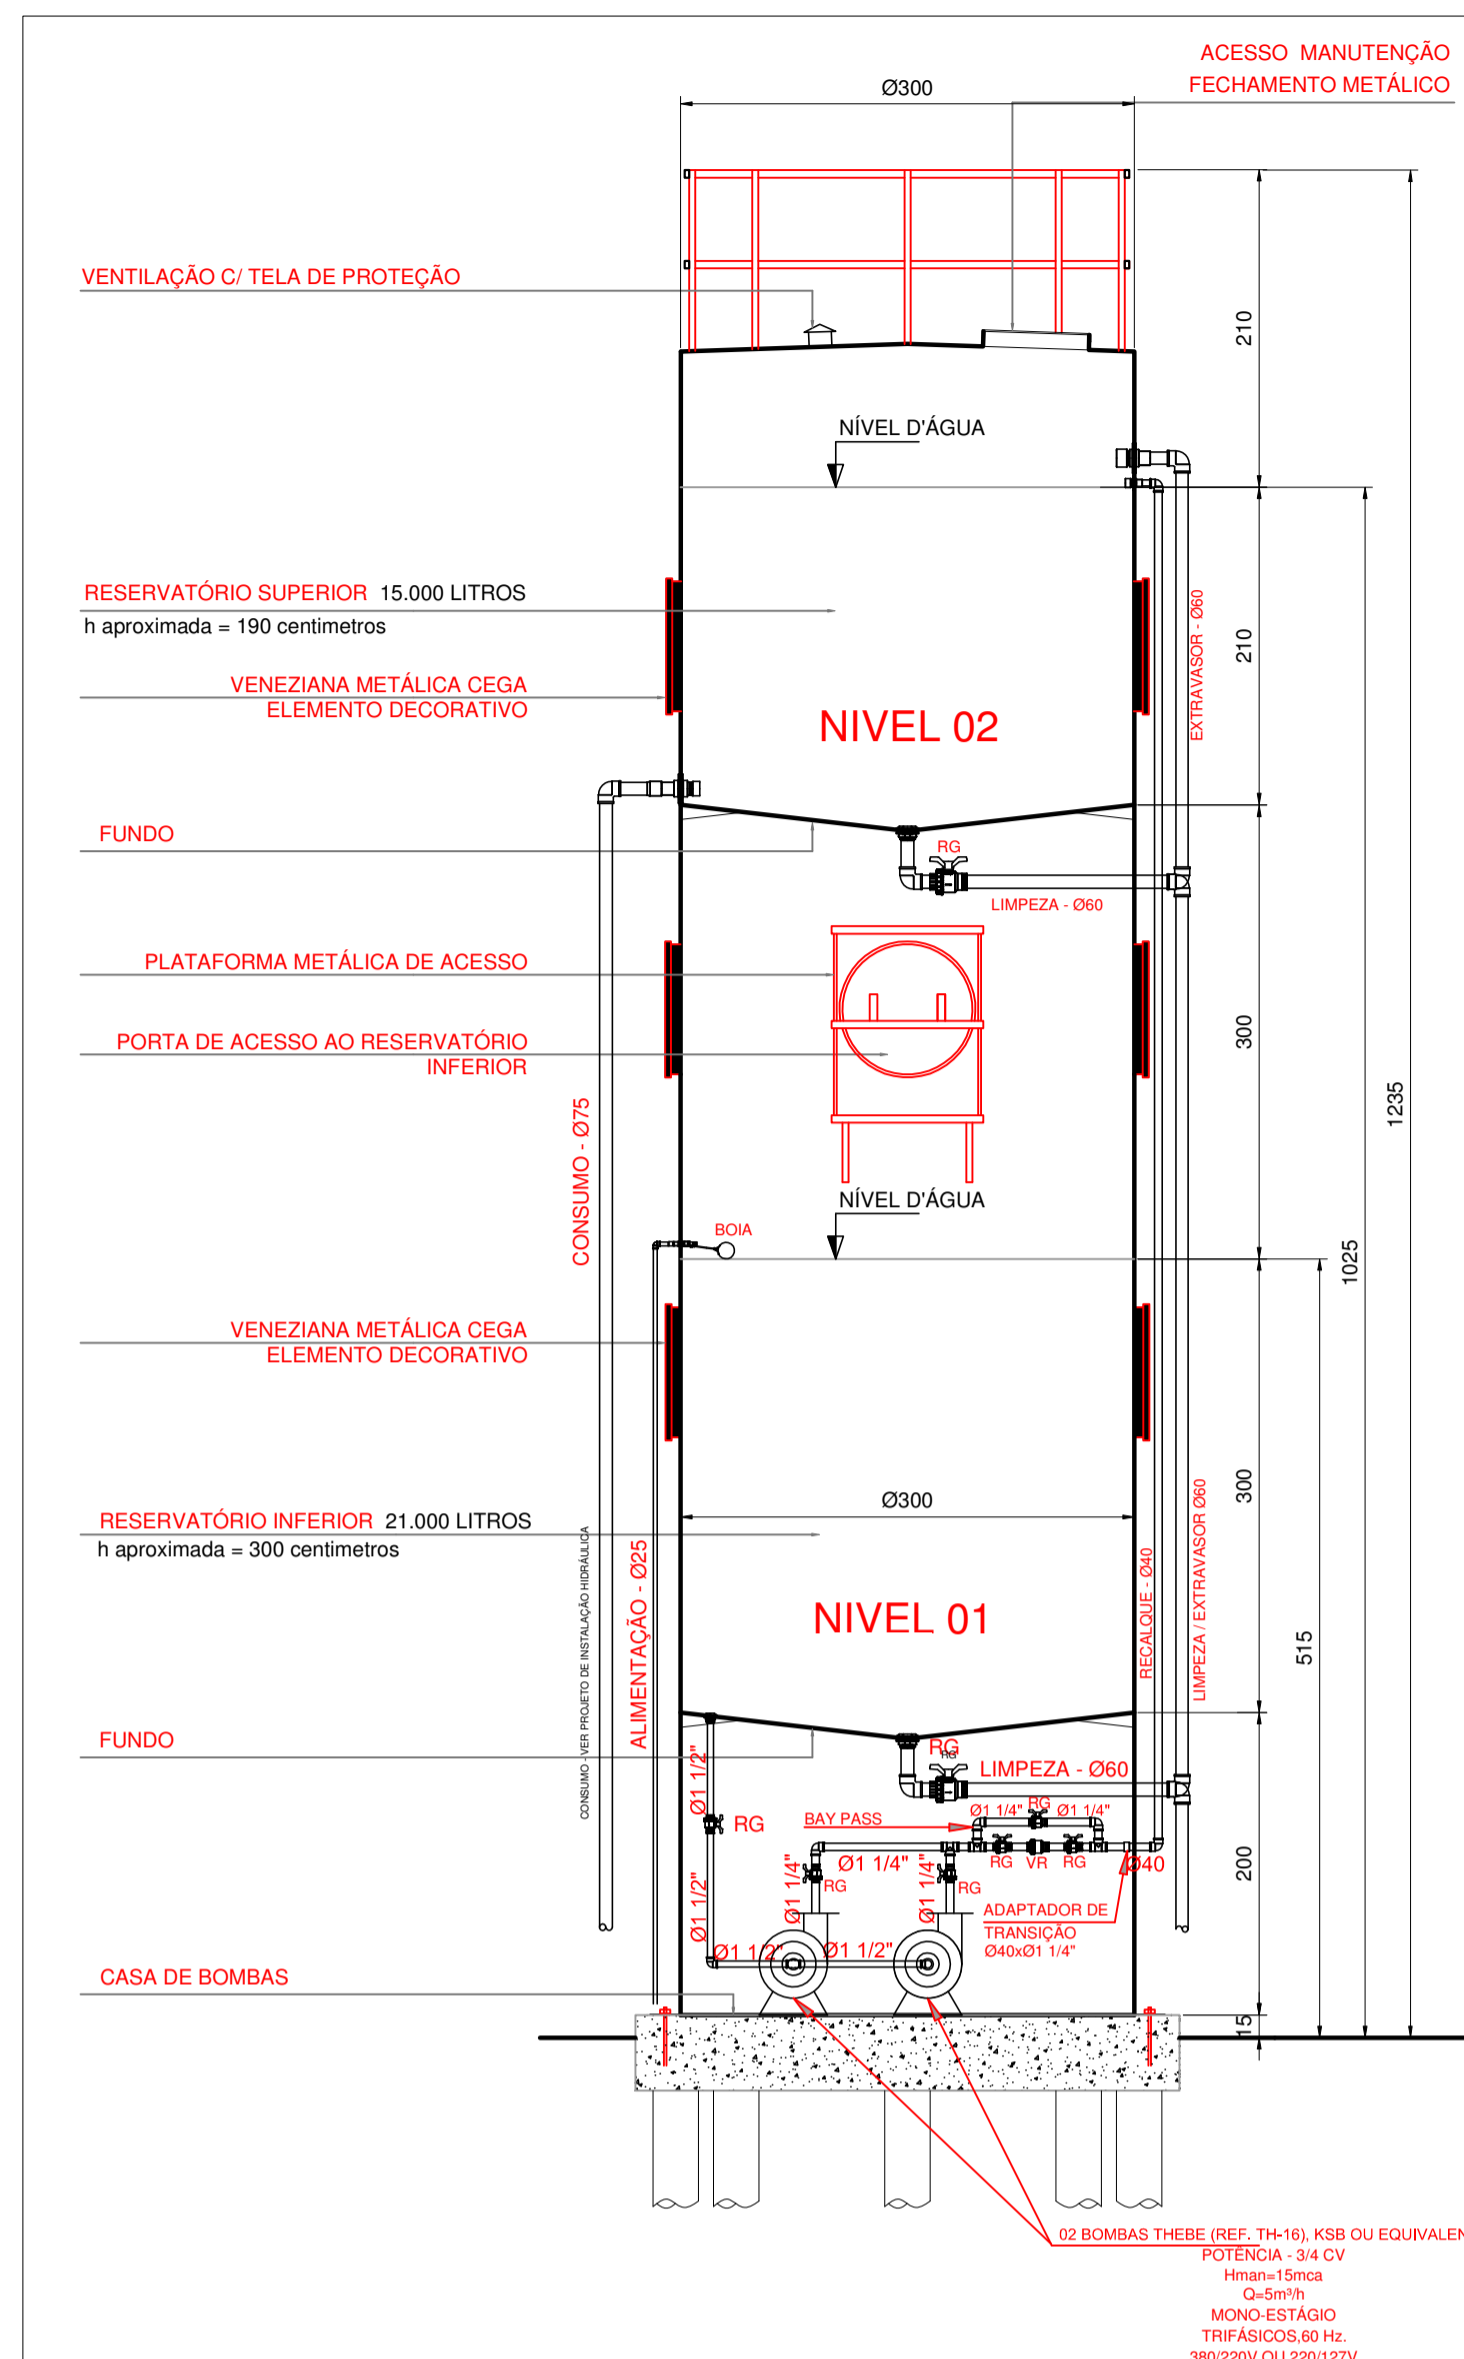 ACESSO  MANUTENÇÃO
FECHAMENTO METÁLICO
Ø300
VENTILAÇÃO C/ TELA DE PROTEÇÃO
210
NÍVEL D'ÁGUA
RESERVATÓRIO SUPERIOR  15.000 LITROS
h aproximada = 190 centimetros
EXTRAVASOR - Ø60
210
VENEZIANA METÁLICA CEGA
ELEMENTO DECORATIVO
NIVEL 02
FUNDO
RG
LIMPEZA - Ø60
PLATAFORMA METÁLICA DE ACESSO
PORTA DE ACESSO AO RESERVATÓRIO
INFERIOR
300
1235
CONSUMO - Ø75
NÍVEL D'ÁGUA
BOIA
1025
VENEZIANA METÁLICA CEGA
ELEMENTO DECORATIVO
300
Ø300
RESERVATÓRIO INFERIOR  21.000 LITROS
h aproximada = 300 centimetros
CONSUMO - VER PROJETO DE INSTALAÇÃO HIDRÁULICA
ALIMENTAÇÃO - Ø25
RECALQUE - Ø40
LIMPEZA / EXTRAVASOR Ø60
NIVEL 01
515
FUNDO
RG
RG
LIMPEZA - Ø60
Ø1 1/2"
RG
BAY PASS
Ø1 1/4"
RG
Ø1 1/4"
Ø1 1/4"
RG
VR
RG
Ø40
200
Ø1 1/2"
Ø1 1/4"
RG
Ø1 1/4"
RG
ADAPTADOR DE
TRANSIÇÃO
Ø40xØ1 1/4"
Ø1 1/2"
Ø1 1/2"
CASA DE BOMBAS
15
02 BOMBAS THEBE (REF. TH-16), KSB OU EQUIVALEN
POTÊNCIA - 3/4 CV
Hman=15mca
Q=5m³/h
MONO-ESTÁGIO
TRIFÁSICOS,60 Hz.
380/220V OU 220/127V